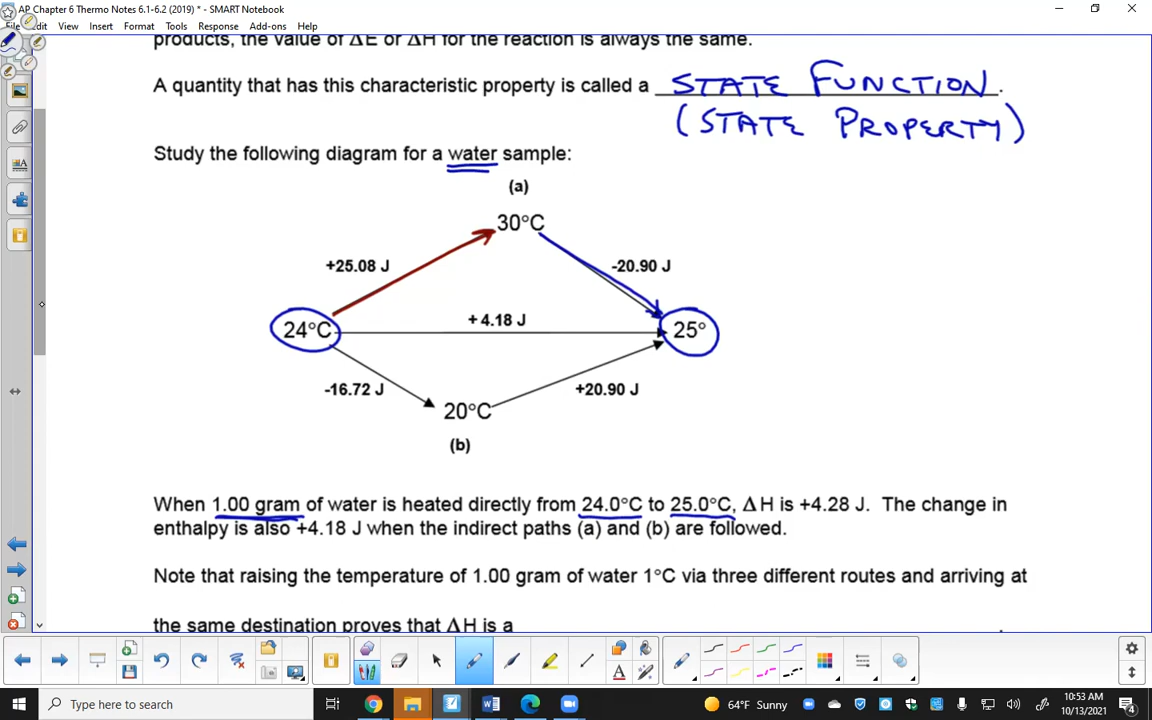 AP Chapter 6 Thermo Notes 6.1-6.2 (2019) * - SMART Notebook
Edit View Insert Format Tools Response Add-ons Help
products, the value of ΔE or ΔH for the reaction is always the same.
A quantity that has this characteristic property is called a STATE FUNCTION.
(STATE PROPERTY)
Study the following diagram for a water sample:
(a)
30°C
+25.08 J
-20.90 J
+ 4.18 J
24°C
25°
-16.72 J
+20.90 J
20°C
(b)
When 1.00 gram of water is heated directly from 24.0°C to 25.0°C, ΔH is +4.28 J. The change in
enthalpy is also +4.18 J when the indirect paths (a) and (b) are followed.
Note that raising the temperature of 1.00 gram of water 1°C via three different routes and arriving at
the same destination proves that ΔH is a .
Type here to search
64°F Sunny
10:53 AM
10/13/2021
4